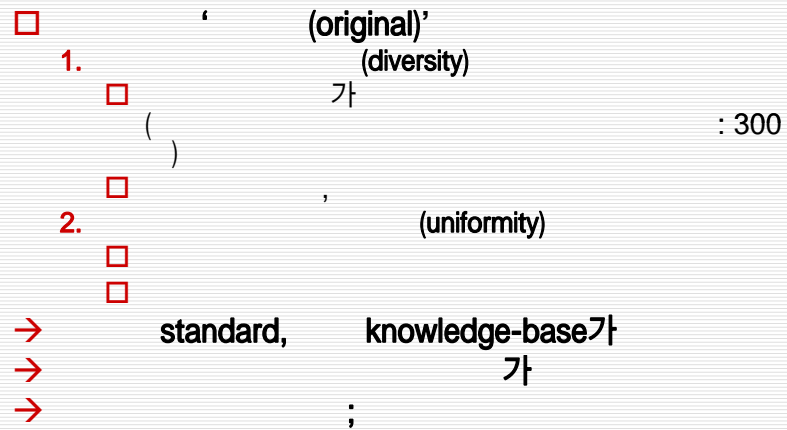 □ ‘ (original)’
1. (diversity)
□ 가
( : 300
)
□ ,
2. (uniformity)
□
□
→ standard, knowledge-base가
→ 가
→ ;